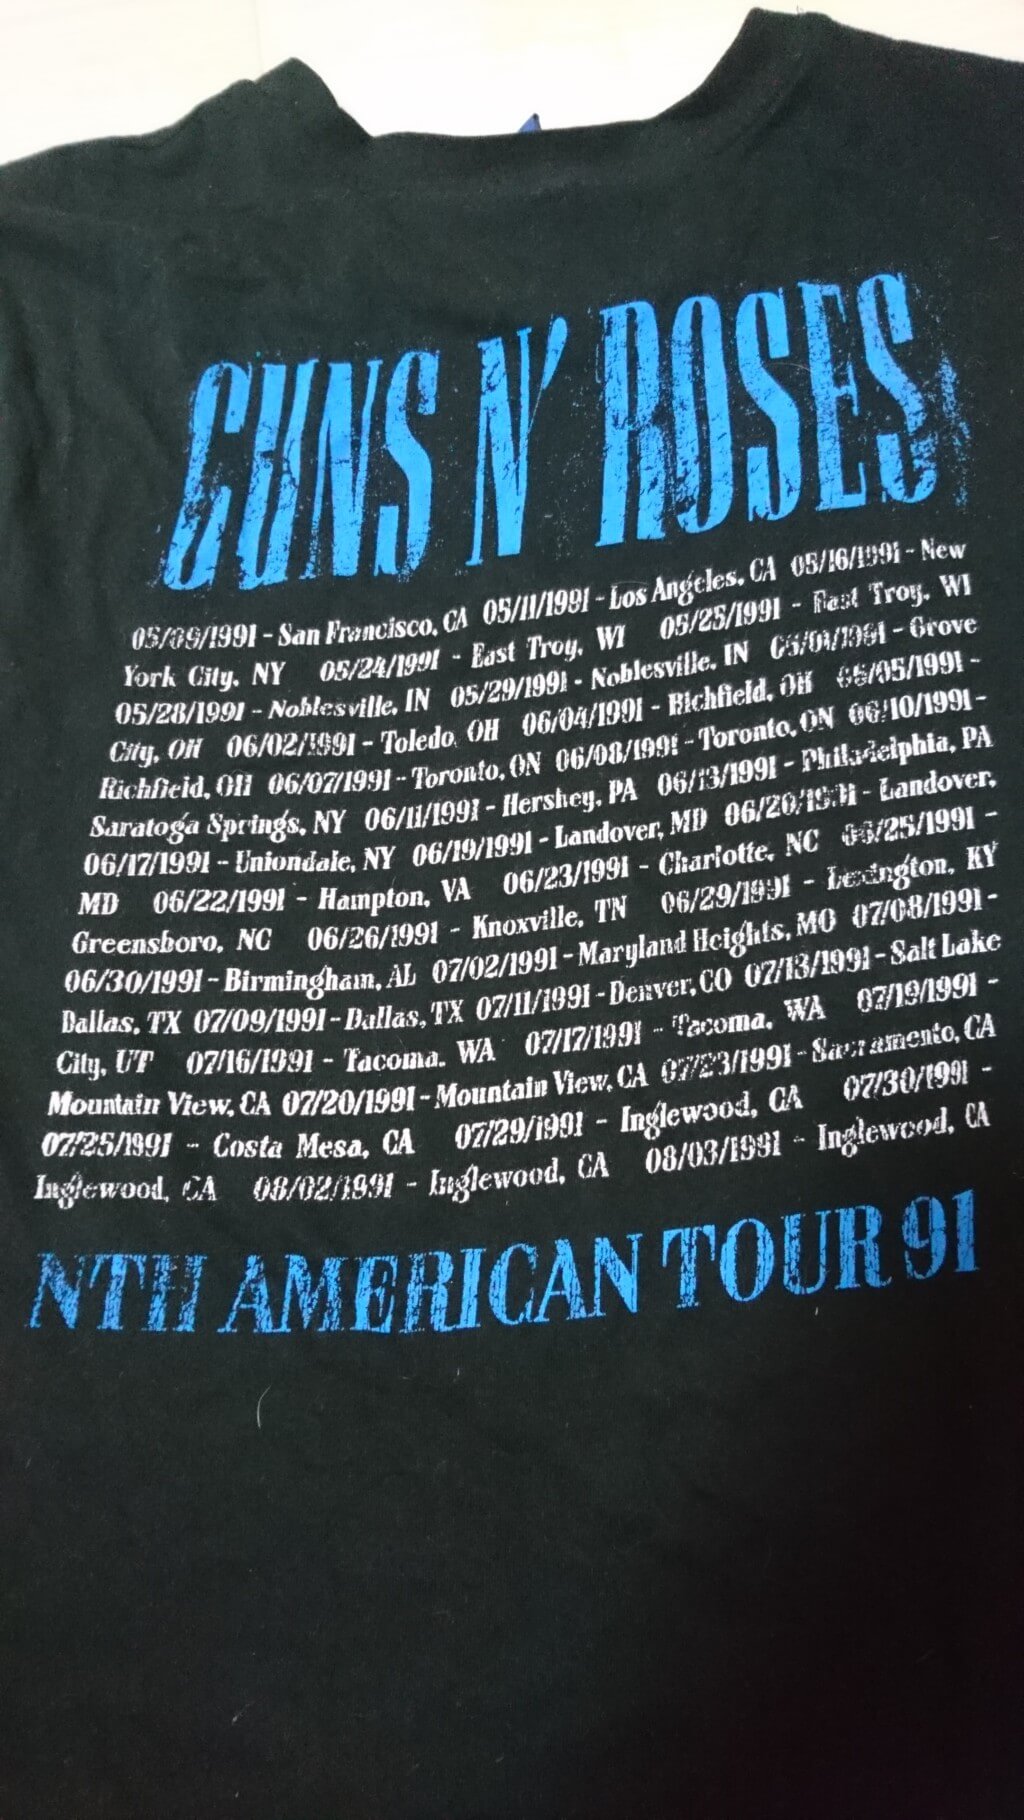 GUNS N' ROSES
05/09/1991 - San Francisco, CA 05/11/1991 - Los Angeles, CA 05/16/1991 - New
York City, NY 05/24/1991 - East Troy, WI 05/25/1991 - East Troy, WI
05/28/1991 - Noblesville, IN 05/29/1991 - Noblesville, IN 06/01/1991 - Grove
City, OH 06/02/1991 - Toledo, OH 06/04/1991 - Richfield, OH 06/05/1991 -
Richfield, OH 06/07/1991 - Toronto, ON 06/08/1991 - Toronto, ON 06/10/1991 -
Saratoga Springs, NY 06/11/1991 - Hershey, PA 06/13/1991 - Philadelphia, PA
06/17/1991 - Uniondale, NY 06/19/1991 - Landover, MD 06/20/1991 - Landover,
MD 06/22/1991 - Hampton, VA 06/23/1991 - Charlotte, NC 06/25/1991 -
Greensboro, NC 06/26/1991 - Knoxville, TN 06/29/1991 - Lexington, KY
06/30/1991 - Birmingham, AL 07/02/1991 - Maryland Heights, MO 07/08/1991 -
Dallas, TX 07/09/1991 - Dallas, TX 07/11/1991 - Denver, CO 07/13/1991 - Salt Lake
City, UT 07/16/1991 - Tacoma, WA 07/17/1991 - Tacoma, WA 07/19/1991 -
Mountain View, CA 07/20/1991 - Mountain View, CA 07/23/1991 - Sacramento, CA
07/25/1991 - Costa Mesa, CA 07/29/1991 - Inglewood, CA 07/30/1991 -
Inglewood, CA 08/02/1991 - Inglewood, CA 08/03/1991 - Inglewood, CA
NTH AMERICAN TOUR 91